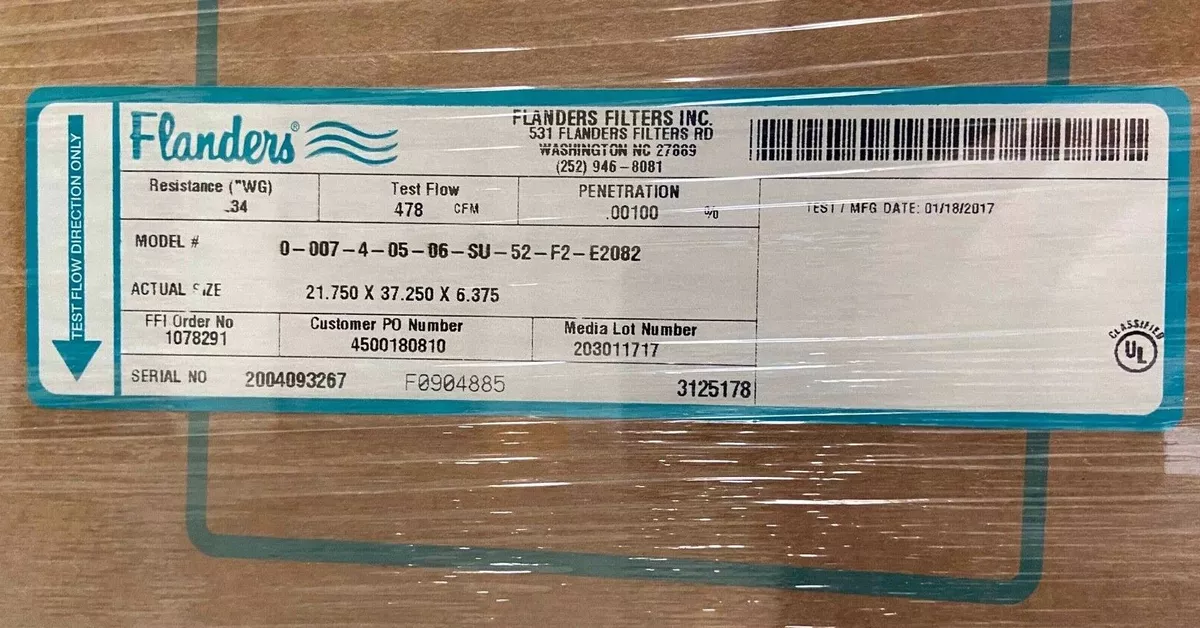 TEST FLOW DIRECTION ONLY
Flanders®
FLANDERS FILTERS INC.
531 FLANDERS FILTERS RD
WASHINGTON NC 27889
(252) 946-8081
Resistance ("WG)
.34
Test Flow
478 CFM
PENETRATION
.00100 %
TEST / MFG DATE: 01/18/2017
MODEL # 0-007-4-05-06-SU-52-F2-E2082
ACTUAL SIZE 21.750 X 37.250 X 6.375
FFI Order No
1078291
Customer PO Number
4500180810
Media Lot Number
203011717
SERIAL NO 2004093267 F0904885 3125178
CLASSIFIED
UL